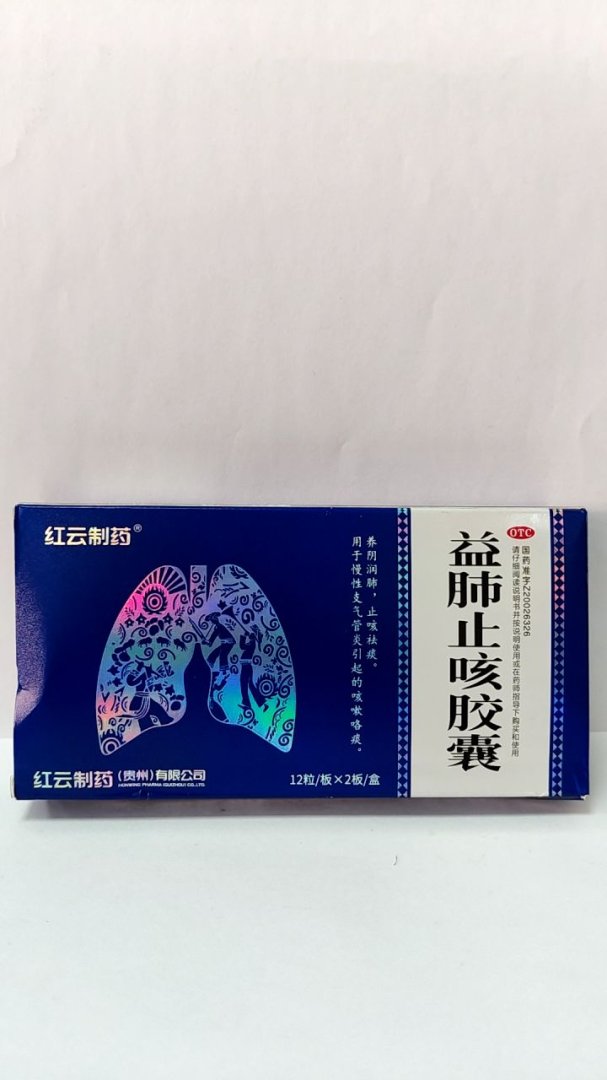 红云制药®
养阴润肺，止咳祛痰。
用于慢性支气管炎引起的咳嗽咯痰。
红云制药(贵州)有限公司
HONWING PHARMA (GUIZHOU) CO.,LTD.
12粒/板×2板/盒
OTC
国药准字Z20026326
请仔细阅读说明书并按说明使用或在药师指导下购买和使用
益肺止咳胶囊